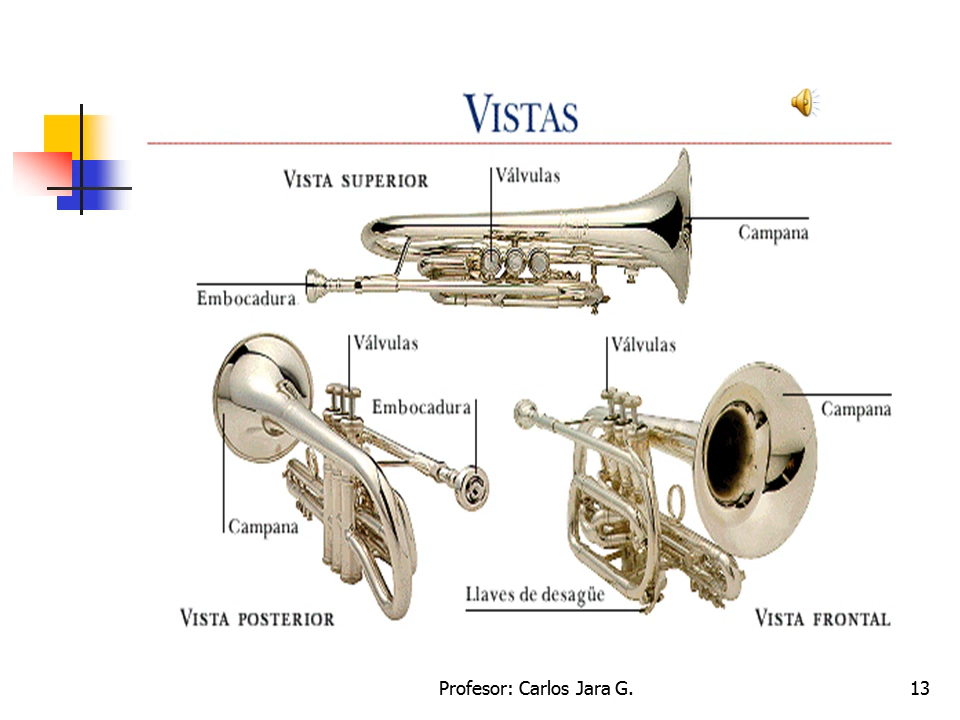 VISTAS
VISTA SUPERIOR
Válvulas
Campana
Embocadura
Válvulas
Embocadura
Campana
VISTA POSTERIOR
Válvulas
Campana
Llaves de desagüe
VISTA FRONTAL
Profesor: Carlos Jara G.
13